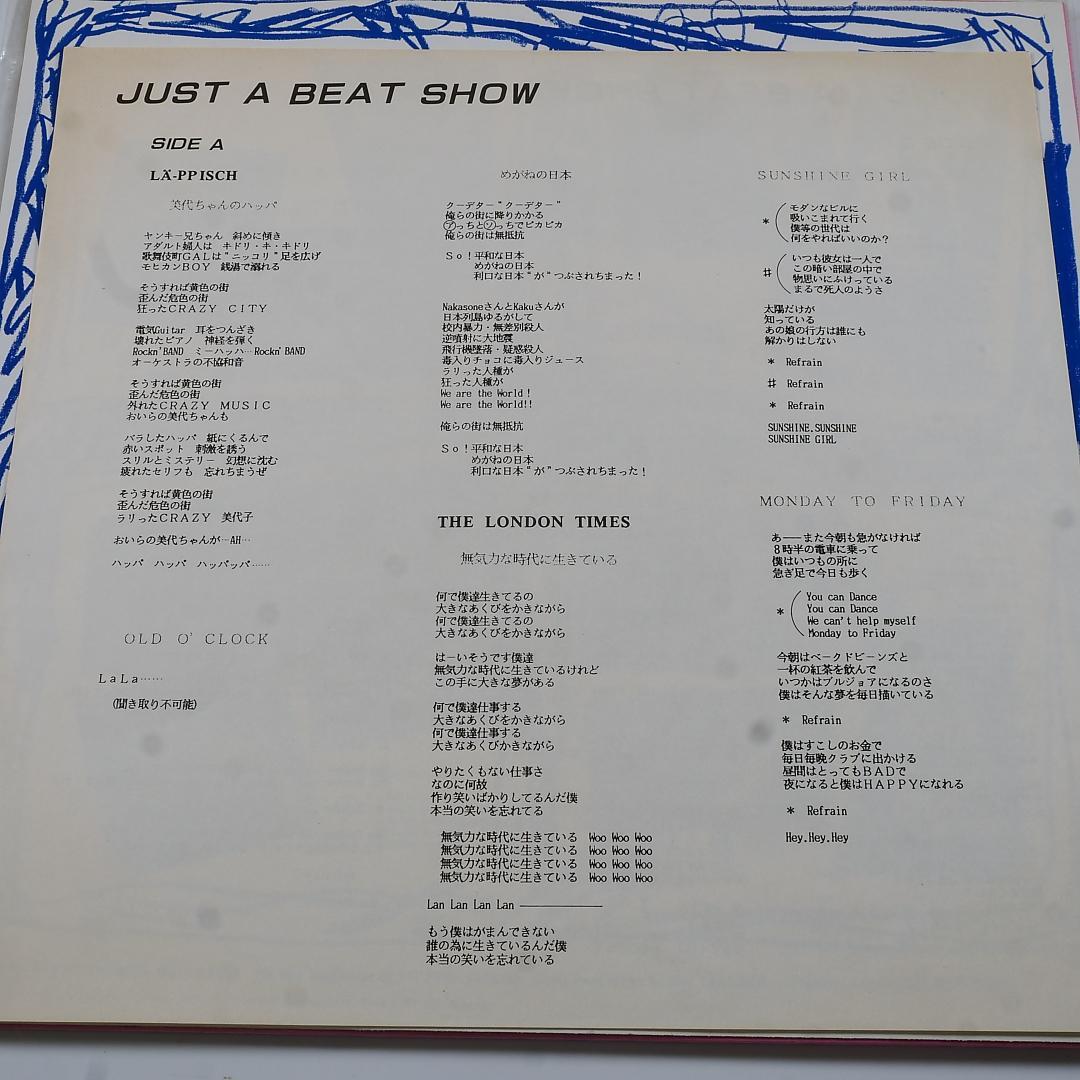 JUST A BEAT SHOW
SIDE A
LÄ-PPISCH
美代ちゃんのハッパ
ヤンキー兄ちゃん　斜めに傾き
アダルト婦人は　キドリ・キ・キドリ
歌舞伎町GALは"ニッコリ"足を広げ
モヒカンBOY　銭湯で溺れる
そうすれば黄色の街
歪んだ危色の街
狂ったCRAZY CITY
電気Guitar　耳をつんざき
壊れたピアノ　神経を弾く
Rockn'BAND　ミーハッハ…Rockn'BAND
オーケストラの不協和音
そうすれば黄色の街
歪んだ危色の街
外れたCRAZY MUSIC
おいらの美代ちゃんも
バラしたハッパ　紙にくるんで
赤いスポット　刺激を誘う
スリルとミステリー　幻想に沈む
疲れたセリフも　忘れちまうぜ
そうすれば黄色の街
歪んだ危色の街
ラリったCRAZY　美代子
おいらの美代ちゃんが…AH…
ハッパ　ハッパ　ハッパッパ……
OLD O' CLOCK
LaLa……
(聞き取り不可能)
めがねの日本
クーデター"クーデター"
俺らの街に降りかかる
アっちとソっちでピカピカ
俺らの街は無抵抗
So！平和な日本
めがねの日本
利口な日本"が"つぶされちまった！
NakasoneさんとKakuさんが
日本列島ゆるがして
校内暴力・無差別殺人
逆噴射に大地震
飛行機墜落・疑惑殺人
毒入りチョコに毒入りジュース
ラリった人種が
狂った人種が
We are the World！
We are the World!!
俺らの街は無抵抗
So！平和な日本
めがねの日本
利口な日本"が"つぶされちまった！
THE LONDON TIMES
無気力な時代に生きている
何で僕達生きてるの
大きなあくびをかきながら
何で僕達生きてるの
大きなあくびをかきながら
はーいそうです僕達
無気力な時代に生きているけれど
この手に大きな夢がある
何で僕達仕事する
大きなあくびをかきながら
何で僕達仕事する
大きなあくびかきながら
やりたくもない仕事さ
なのに何故
作り笑いばかりしてるんだ僕
本当の笑いを忘れてる
無気力な時代に生きている　Woo Woo Woo
無気力な時代に生きている　Woo Woo Woo
無気力な時代に生きている　Woo Woo Woo
無気力な時代に生きている　Woo Woo Woo
Lan Lan Lan Lan ―――――
もう僕はがまんできない
誰の為に生きているんだ僕
本当の笑いを忘れている
SUNSHINE GIRL
＊
モダンなビルに
吸いこまれて行く
僕等の世代は
何をやればいいのか？
♯
いつも彼女は一人で
この暗い部屋の中で
物思いにふけっている
まるで死人のようさ
太陽だけが
知っている
あの娘の行方は誰にも
解かりはしない
＊ Refrain
♯ Refrain
＊ Refrain
SUNSHINE,SUNSHINE
SUNSHINE GIRL
MONDAY TO FRIDAY
あ――また今朝も急がなければ
8時半の電車に乗って
僕はいつもの所に
急ぎ足で今日も歩く
＊
You can Dance
You can Dance
We can't help myself
Monday to Friday
今朝はベークドビーンズと
一杯の紅茶を飲んで
いつかはブルジョアになるのさ
僕はそんな夢を毎日描いている
＊ Refrain
僕はすこしのお金で
毎日毎晩クラブに出かける
昼間はとってもBADで
夜になると僕はHAPPYになれる
＊ Refrain
Hey.Hey.Hey